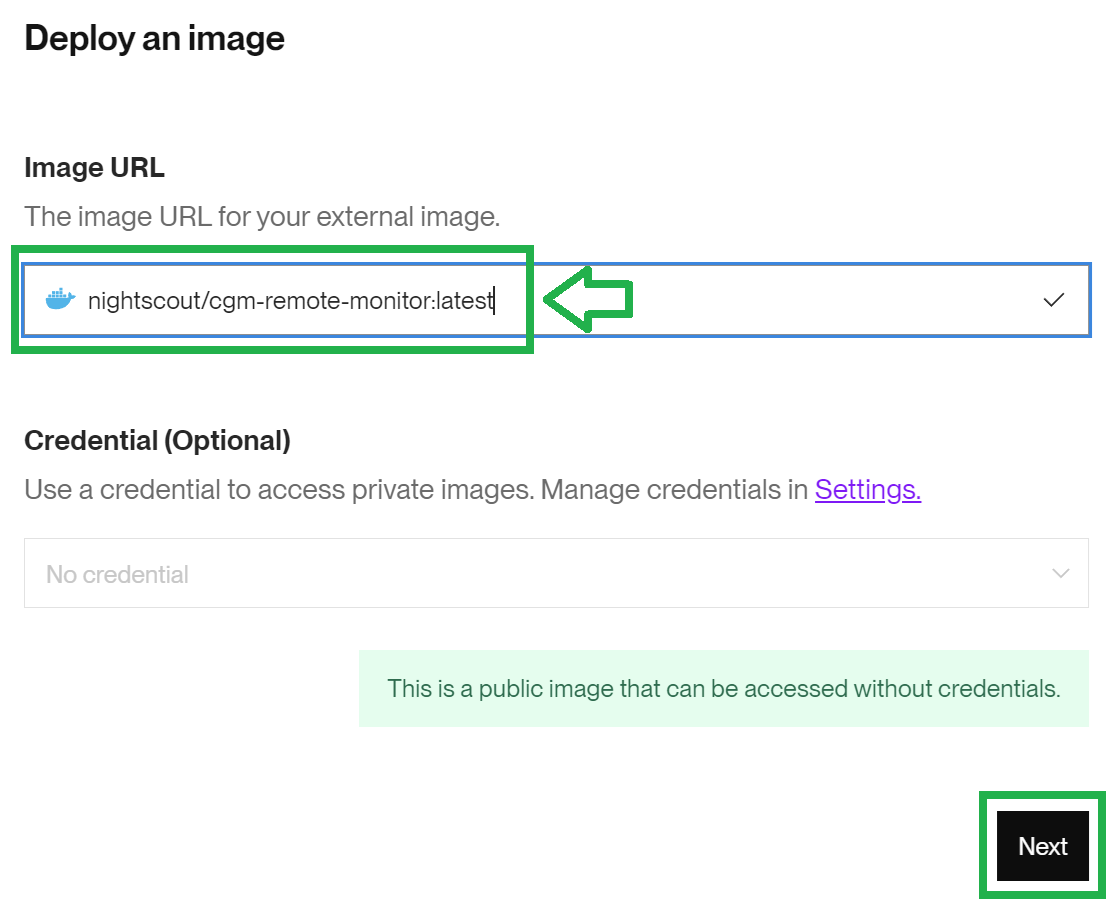 Deploy an image
Image URL
The image URL for your external image.
nightscout/cgm-remote-monitor:latest
Credential (Optional)
Use a credential to access private images. Manage credentials in Settings.
No credential
This is a public image that can be accessed without credentials.
Next